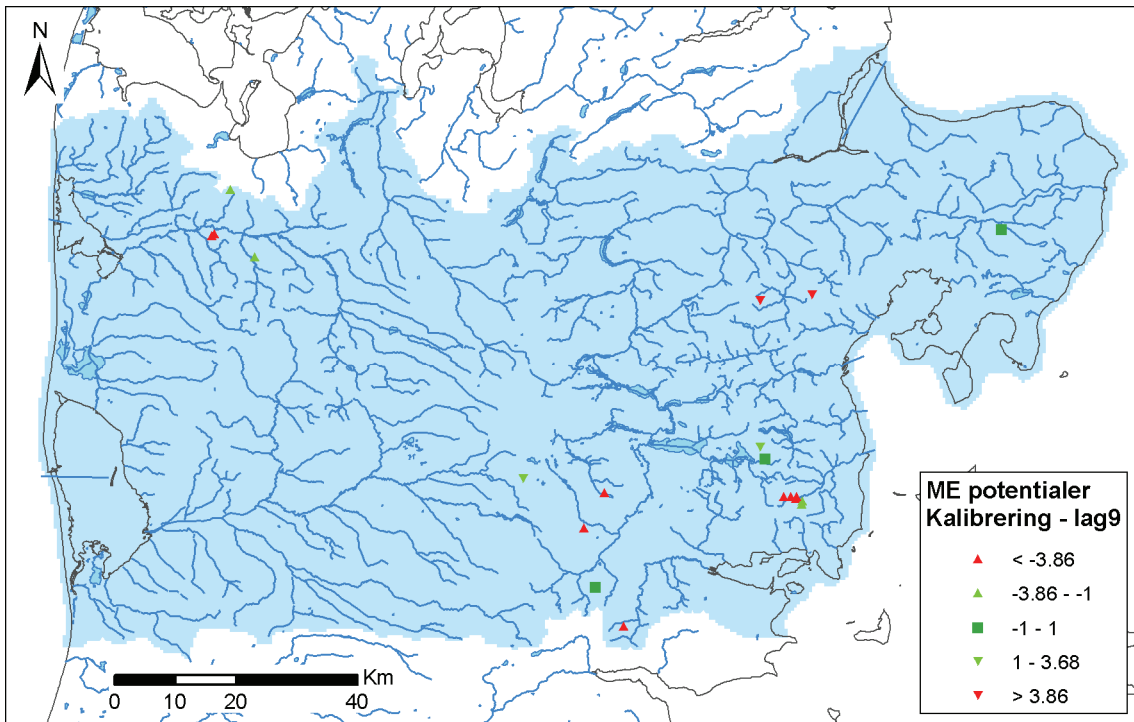 N
ME potentialer
Kalibrering - lag9
< -3.86
-3.86 - -1
-1 - 1
1 - 3.68
> 3.86
Km
0 10 20 40